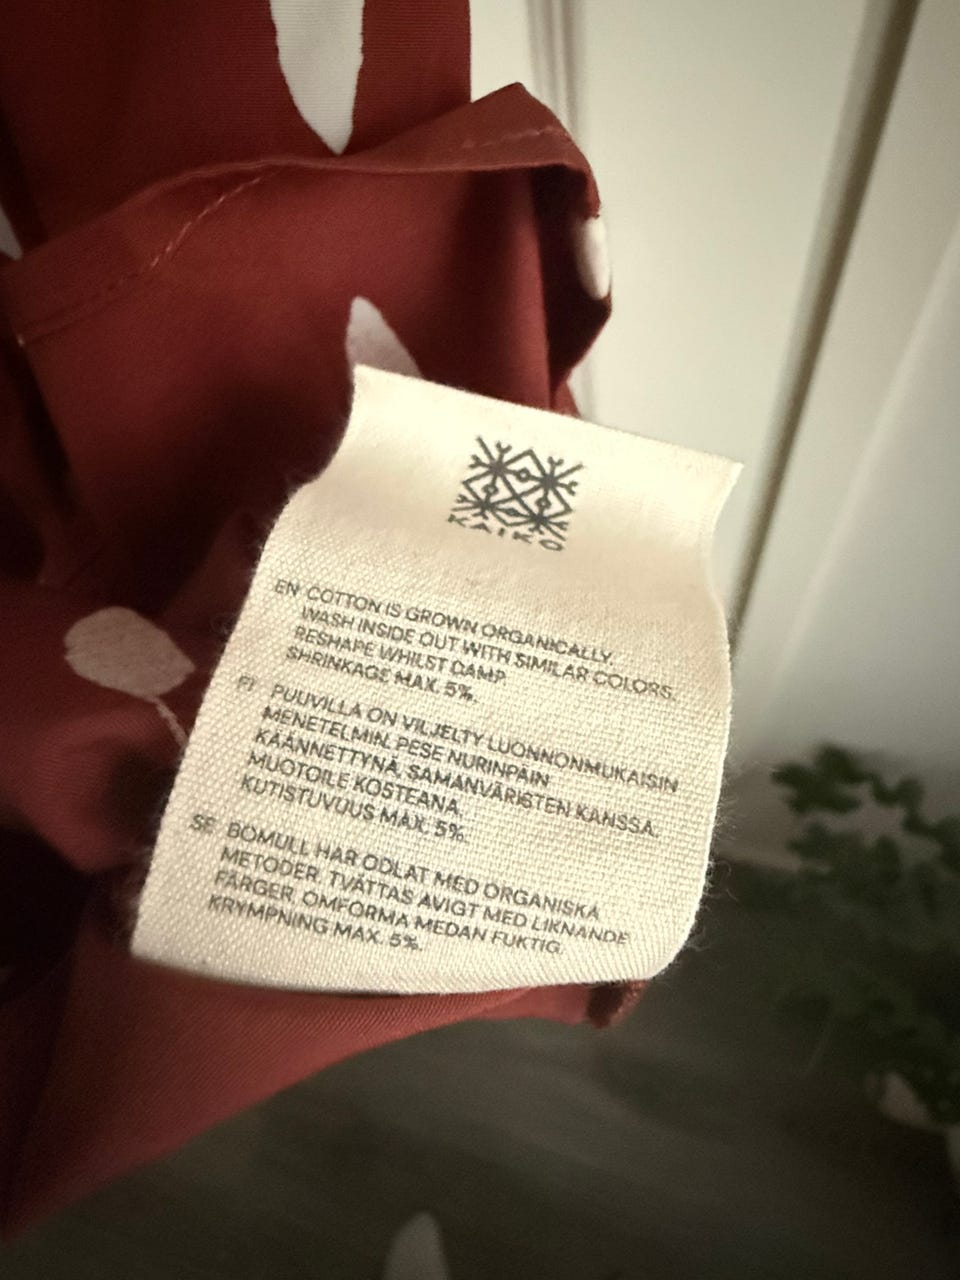 KAIKO
EN COTTON IS GROWN ORGANICALLY.
WASH INSIDE OUT WITH SIMILAR COLORS.
RESHAPE WHILST DAMP.
SHRINKAGE MAX. 5%.
FI PUUVILLA ON VILJELTY LUONNONMUKAISIN
MENETELMIN. PESE NURINPÄIN
KÄÄNNETTYNÄ, SAMANVÄRISTEN KANSSA.
MUOTOILE KOSTEANA.
KUTISTUVUUS MAX. 5%.
SE BOMULL HAR ODLAT MED ORGANISKA
METODER. TVÄTTAS AVIGT MED LIKNANDE
FÄRGER. OMFORMA MEDAN FUKTIG.
KRYMPNING MAX. 5%.